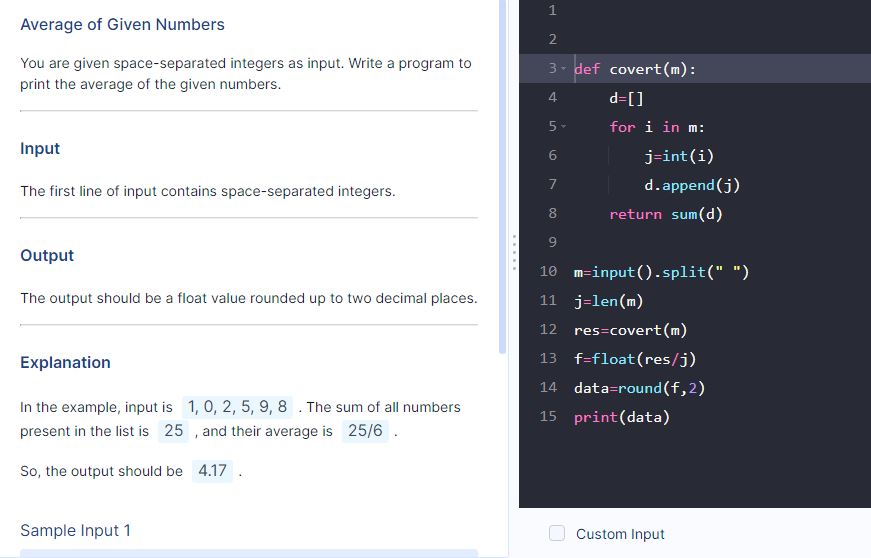 Average of Given Numbers
You are given space-separated integers as input. Write a program to
print the average of the given numbers.
Input
The first line of input contains space-separated integers.
Output
The output should be a float value rounded up to two decimal places.
Explanation
In the example, input is 1, 0, 2, 5, 9, 8 . The sum of all numbers
present in the list is 25 , and their average is 25/6 .
So, the output should be 4.17 .
Sample Input 1
1
2
3 def covert(m):
4     d=[]
5     for i in m:
6         j=int(i)
7         d.append(j)
8     return sum(d)
9
10 m=input().split(" ")
11 j=len(m)
12 res=covert(m)
13 f=float(res/j)
14 data=round(f,2)
15 print(data)
Custom Input